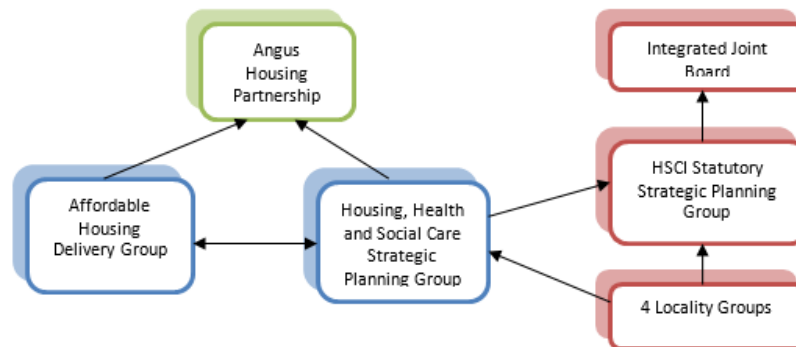 Angus
Housing
Partnership
Integrated Joint
Board
Affordable
Housing
Delivery Group
Housing, Health
and Social Care
Strategic
Planning Group
HSCI Statutory
Strategic Planning
Group
4 Locality Groups